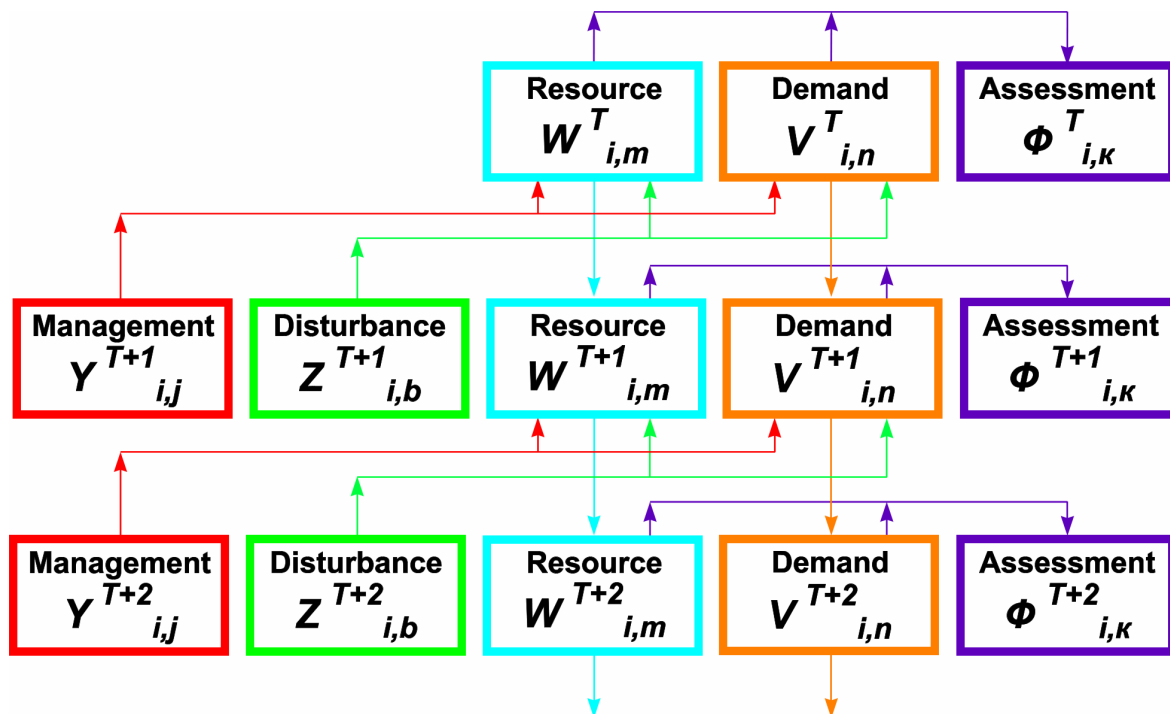 Resource Demand Assessment
W T i,m V T i,n Φ T i,κ
Management Disturbance Resource Demand Assessment
Y T+1 i,j Z T+1 i,b W T+1 i,m V T+1 i,n Φ T+1 i,κ
Management Disturbance Resource Demand Assessment
Y T+2 i,j Z T+2 i,b W T+2 i,m V T+2 i,n Φ T+2 i,κ